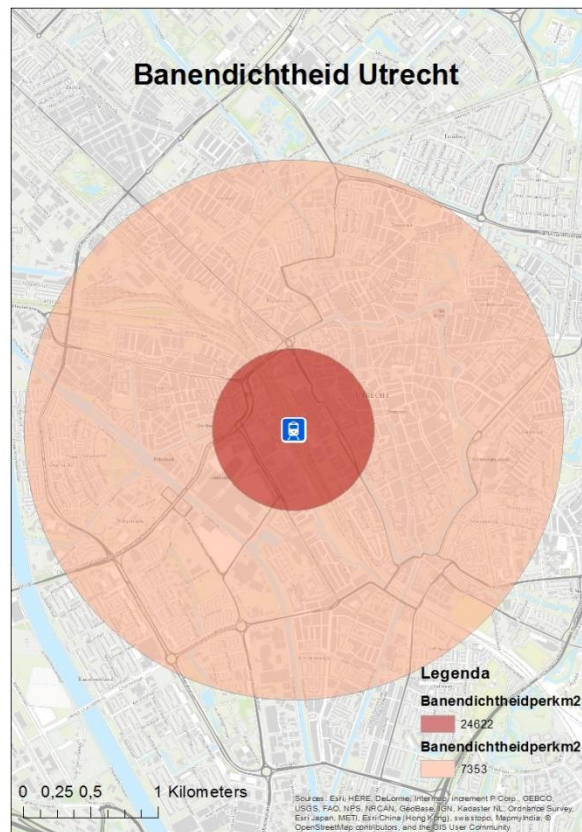 Banendichtheid Utrecht
Legenda
Banendichtheidperkm2
24622
Banendichtheidperkm2
7353
0 0,25 0,5 1 Kilometers
Sources: Esri, HERE, DeLorme, Intermap, increment P Corp., GEBCO,
USGS, FAO, NPS, NRCAN, GeoBase, IGN, Kadaster NL, Ordnance Survey,
Esri Japan, METI, Esri China (Hong Kong), swisstopo, MapmyIndia, ©
OpenStreetMap contributors, and the GIS User Community